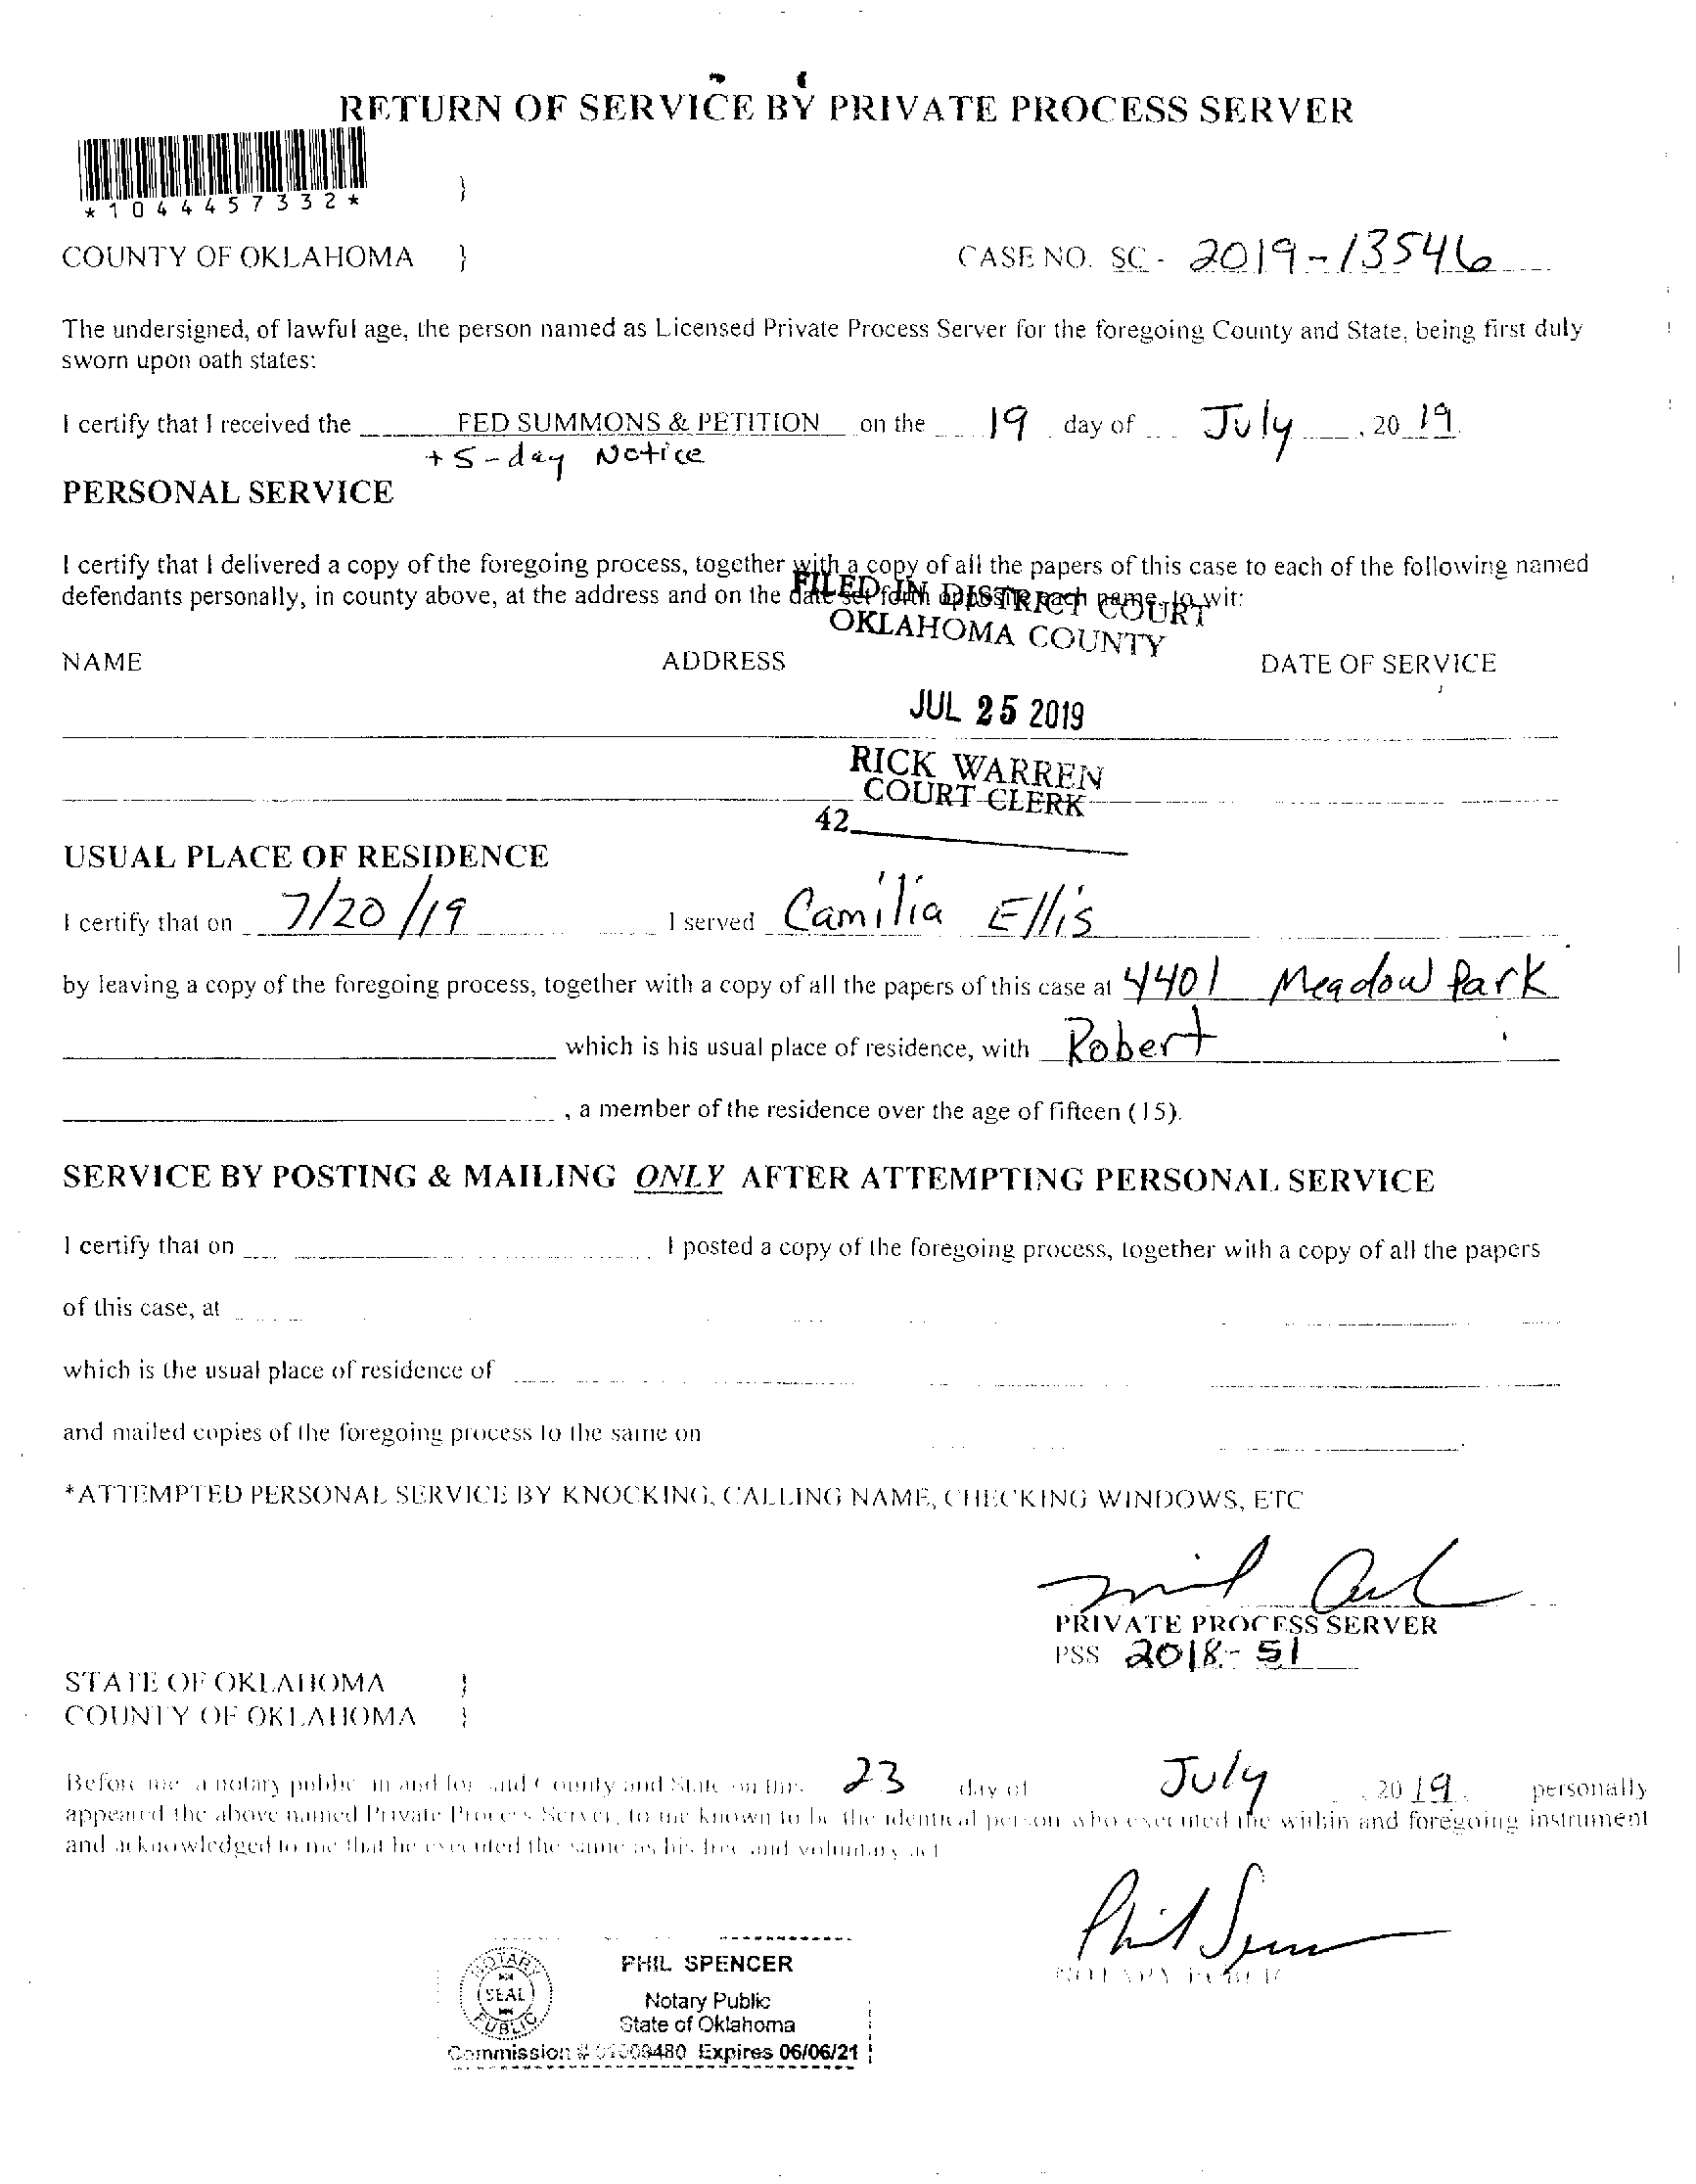 RETURN OF SERVICE BY PRIVATE PROCESS SERVER
*1044457332*
}
COUNTY OF OKLAHOMA } CASE NO. SC - 2019-13546
The undersigned, of lawful age, the person named as Licensed Private Process Server for the foregoing County and State, being first duly
sworn upon oath states:
I certify that I received the FED SUMMONS & PETITION on the 19 day of July, 20 19.
+ 5-day Notice
PERSONAL SERVICE
I certify that I delivered a copy of the foregoing process, together with a copy of all the papers of this case to each of the following named
defendants personally, in county above, at the address and on the date set forth opposite each name, to wit:
FILED IN DISTRICT COURT
OKLAHOMA COUNTY
NAME ADDRESS DATE OF SERVICE
JUL 25 2019
RICK WARREN
COURT CLERK
42
USUAL PLACE OF RESIDENCE
I certify that on 7/20/19 I served Camilia Ellis
by leaving a copy of the foregoing process, together with a copy of all the papers of this case at 4401 Meadow Park
which is his usual place of residence, with Robert
, a member of the residence over the age of fifteen (15).
SERVICE BY POSTING & MAILING ONLY AFTER ATTEMPTING PERSONAL SERVICE
I certify that on I posted a copy of the foregoing process, together with a copy of all the papers
of this case, at
which is the usual place of residence of
and mailed copies of the foregoing process to the same on .
*ATTEMPTED PERSONAL SERVICE BY KNOCKING, CALLING NAME, CHECKING WINDOWS, ETC
PRIVATE PROCESS SERVER
PSS 2018-51
STATE OF OKLAHOMA }
COUNTY OF OKLAHOMA }
Before me a notary public in and for said County and State on this 23 day of July, 20 19. personally
appeared the above named Private Process Server, to me known to be the identical person who executed the within and foregoing instrument
and acknowledged to me that he executed the same as his free and voluntary act
Phil Spencer
NOTARY PUBLIC
NOTARY PUBLIC SEAL
PHIL SPENCER
Notary Public
State of Oklahoma
Commission # Expires 06/06/21